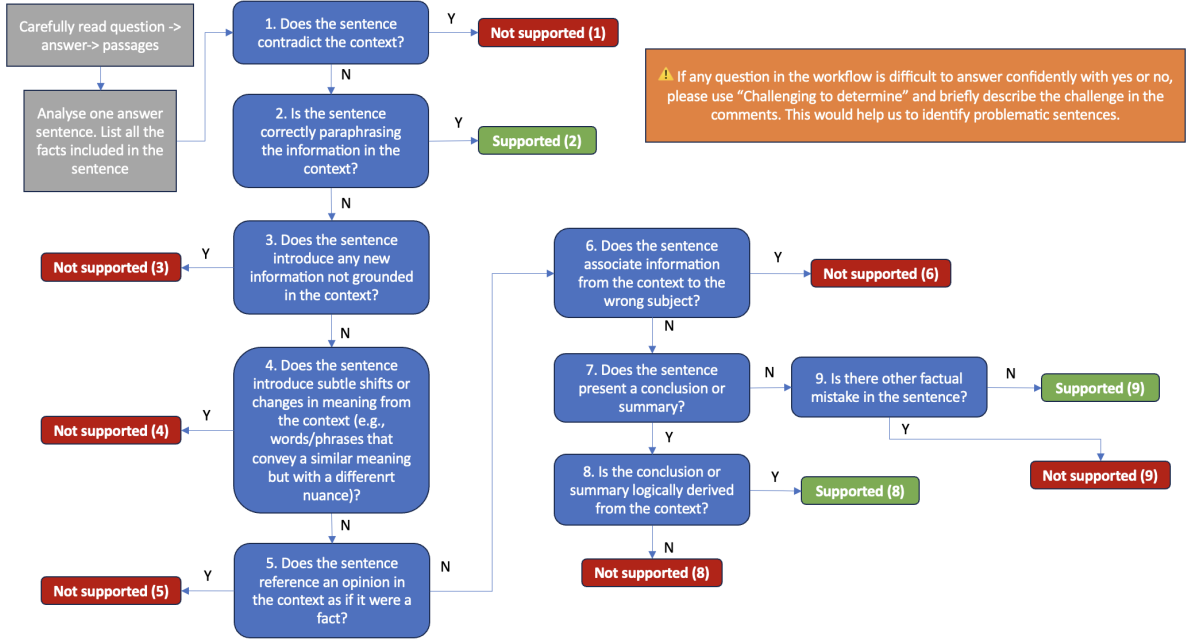 Carefully read question ->
answer-> passages
Analyse one answer
sentence. List all the
facts included in the
sentence
1. Does the sentence
contradict the context?
Y
Not supported (1)
N
⚠ If any question in the workflow is difficult to answer confidently with yes or no,
please use “Challenging to determine” and briefly describe the challenge in the
comments. This would help us to identify problematic sentences.
2. Is the sentence
correctly paraphrasing
the information in the
context?
Y
Supported (2)
N
3. Does the sentence
introduce any new
information not grounded
in the context?
Y
Not supported (3)
N
4. Does the sentence
introduce subtle shifts or
changes in meaning from
the context (e.g.,
words/phrases that
convey a similar meaning
but with a differenrt
nuance)?
Y
Not supported (4)
N
5. Does the sentence
reference an opinion in
the context as if it were a
fact?
Y
Not supported (5)
N
6. Does the sentence
associate information
from the context to the
wrong subject?
Y
Not supported (6)
N
7. Does the sentence
present a conclusion or
summary?
N
9. Is there other factual
mistake in the sentence?
N
Supported (9)
Y
Not supported (9)
Y
8. Is the conclusion or
summary logically derived
from the context?
Y
Supported (8)
N
Not supported (8)